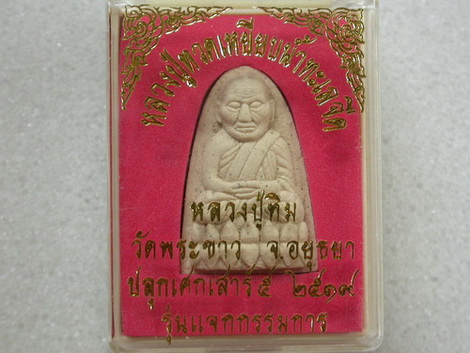 หลวงปู่ทวดเหยียบน้ำทะเลจืด
หลวงปู่ทิม
วัดพระขาว จ.อยุธยา
ปลุกเศกเสาร์ ๕ ๒๕๑๙
รุ่นแจกกรรมการ